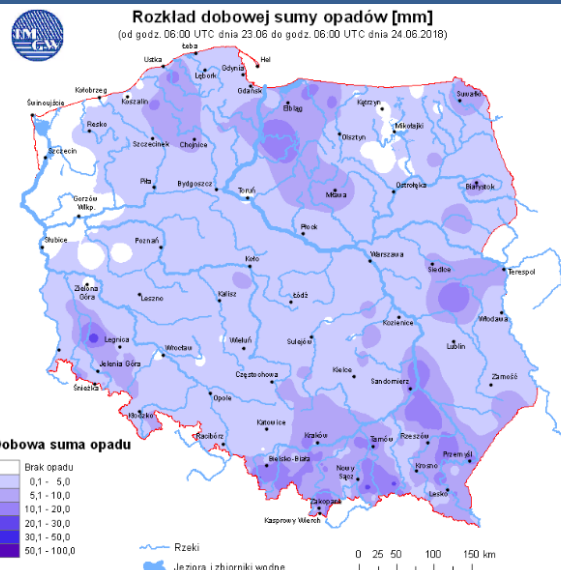 IMGW
Rozkład dobowej sumy opadów [mm]
(od godz. 06:00 UTC dnia 23.06 do godz. 06:00 UTC dnia 24.06.2018)
Łeba
Ustka
Hel
Gdynia
Lębork
Gdańsk
Kołobrzeg
Koszalin
Elbląg
Kętrzyn
Suwałki
Świnoujście
Resko
Mikołajki
Olsztyn
Szczecinek
Chojnice
Szczecin
Piła
Bydgoszcz
Toruń
Mława
Ostrołęka
Białystok
Gorzów
Wlkp.
Płock
Słubice
Poznań
Koło
Warszawa
Siedlce
Terespol
Zielona
Góra
Leszno
Kalisz
Łódź
Kozienice
Włodawa
Legnica
Wrocław
Wieluń
Sulejów
Lublin
Jelenia Góra
Śnieżka
Częstochowa
Kielce
Sandomierz
Zamość
Kłodzko
Opole
Racibórz
Katowice
Kraków
Tarnów
Rzeszów
Przemyśl
Bielsko-Biała
Nowy
Sącz
Krosno
Lesko
Zakopane
Kasprowy Wierch
Dobowa suma opadu
Brak opadu
0,1 - 5,0
5,1 - 10,0
10,1 - 20,0
20,1 - 30,0
30,1 - 50,0
50,1 - 100,0
Rzeki
Jeziora i zbiorniki wodne
0 25 50 100 150 km